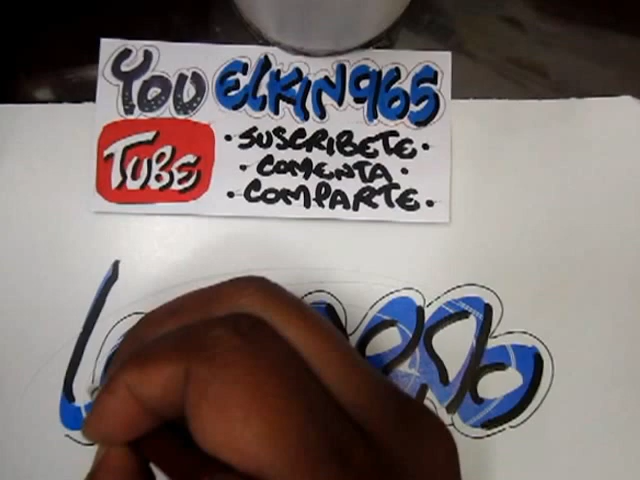 YOU ELKIN965
TUBE
·SUSCRIBETE·
·COMENTA·
·COMPARTE·